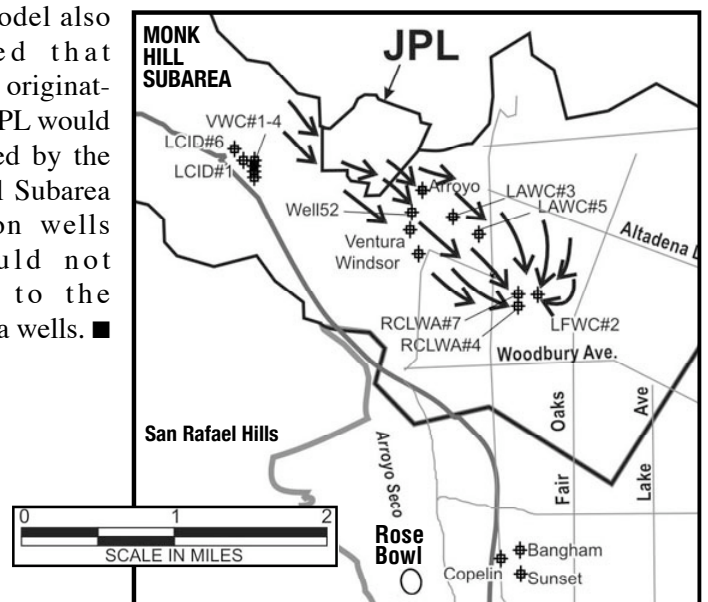 odel also
ed that
originat-
PL would
ed by the
l Subarea
on wells
uld not
to the
a wells. ■
MONK
HILL
SUBAREA
JPL
VWC#1-4
LCID#6
LCID#1
Arroyo
LAWC#3
LAWC#5
Well52
Ventura
Windsor
Altadena D
RCLWA#7
RCLWA#4
LFWC#2
Woodbury Ave.
San Rafael Hills
Arroyo Seco
Fair Oaks
Lake Ave
Rose
Bowl
Bangham
Copelin
Sunset
0 1 2
SCALE IN MILES